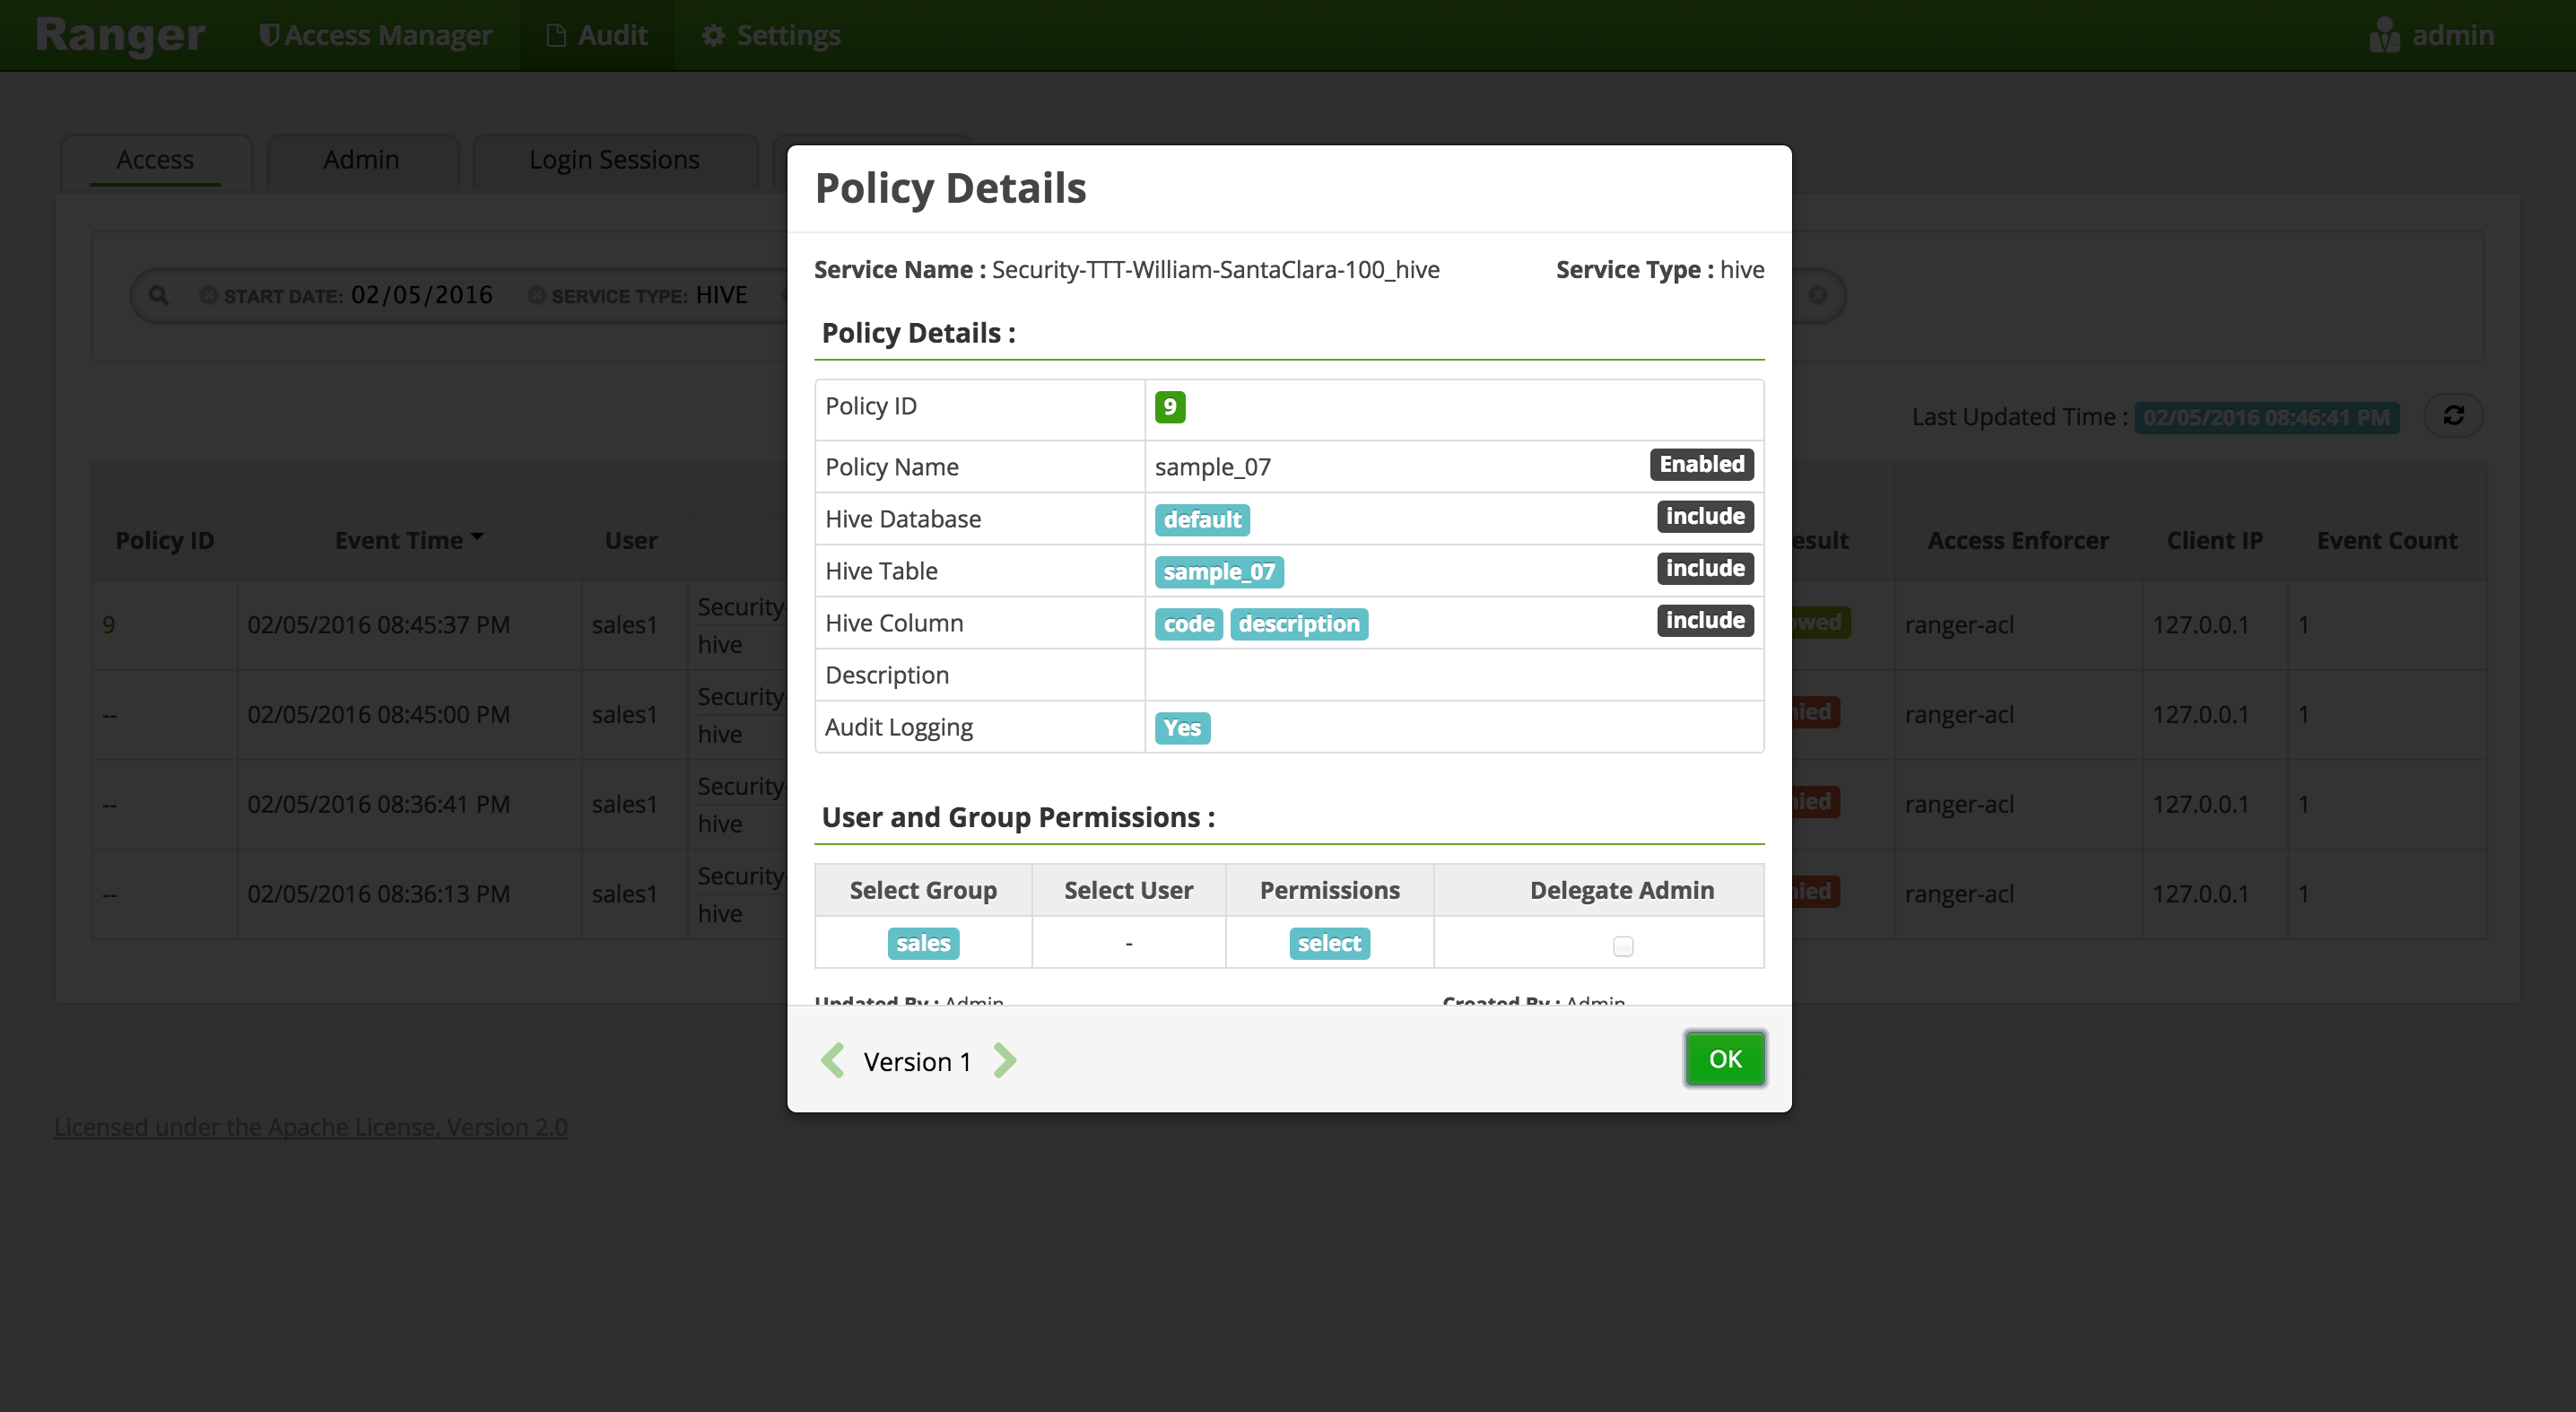 Ranger Access Manager Audit Settings admin
Access Admin Login Sessions
START DATE: 02/05/2016 SERVICE TYPE: HIVE
Last Updated Time : 02/05/2016 08:46:41 PM
Policy ID Event Time User Access Enforcer Client IP Event Count
9 02/05/2016 08:45:37 PM sales1 Security- hive ranger-acl 127.0.0.1 1
-- 02/05/2016 08:45:00 PM sales1 Security- hive ranger-acl 127.0.0.1 1
-- 02/05/2016 08:36:41 PM sales1 Security- hive ranger-acl 127.0.0.1 1
-- 02/05/2016 08:36:13 PM sales1 Security- hive ranger-acl 127.0.0.1 1
Licensed under the Apache License, Version 2.0
Policy Details
Service Name : Security-TTT-William-SantaClara-100_hive Service Type : hive
Policy Details :
Policy ID 9
Policy Name sample_07 Enabled
Hive Database default include
Hive Table sample_07 include
Hive Column code description include
Description
Audit Logging Yes
User and Group Permissions :
Select Group Select User Permissions Delegate Admin
sales - select
Updated By : Admin Created By : Admin
Version 1 OK